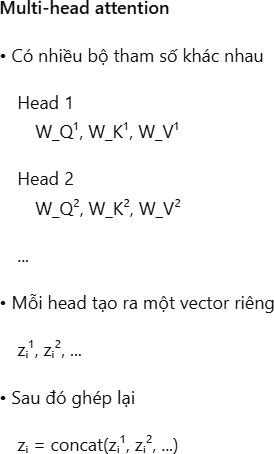 Multi-head attention
• Có nhiều bộ tham số khác nhau
Head 1
W_Q¹, W_K¹, W_V¹
Head 2
W_Q², W_K², W_V²
...
• Mỗi head tạo ra một vector riêng
zᵢ¹, zᵢ², ...
• Sau đó ghép lại
zᵢ = concat(zᵢ¹, zᵢ², ...)